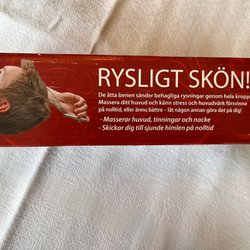 RYSLIGT SKÖN!
De åtta benen sänder behagliga rysningar genom hela kroppen
Massera ditt huvud och känn stress och huvudvärk försvinna
på nolltid, eller ännu bättre - låt någon annan göra det på dig!
- Masserar huvud, tinningar och nacke
- Skickar dig till sjunde himlen på nolltid